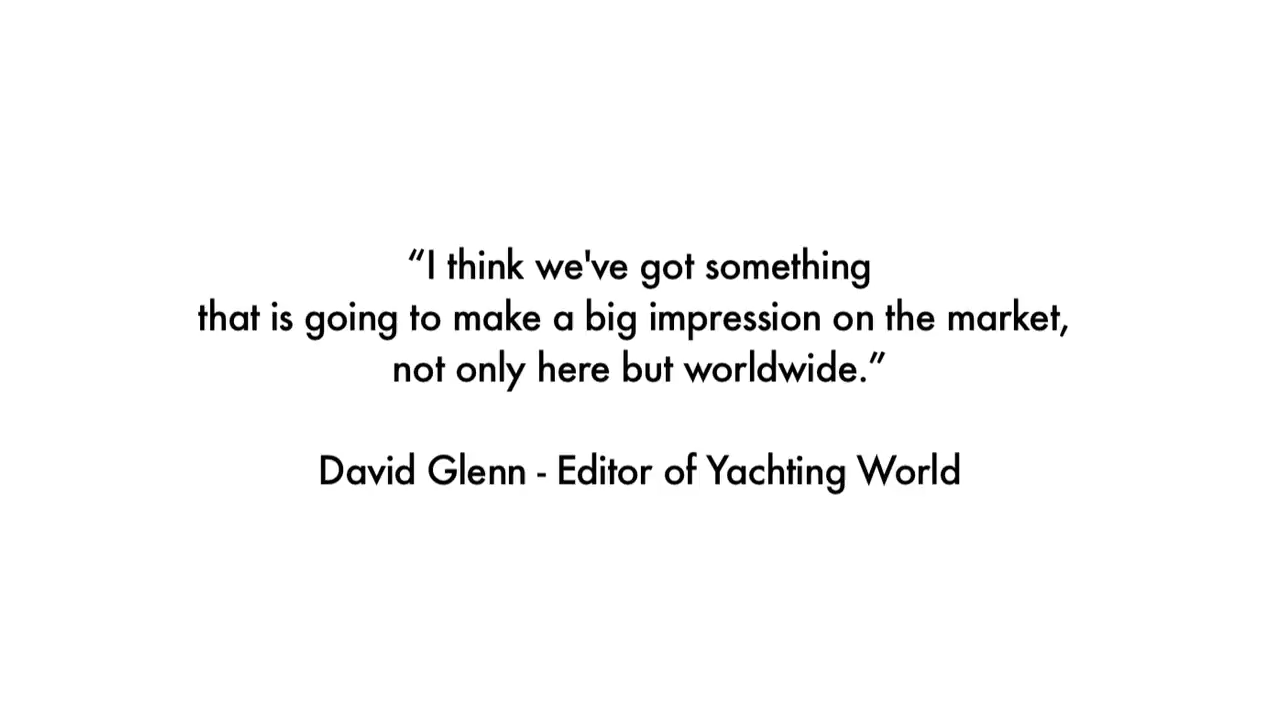 “I think we've got something
that is going to make a big impression on the market,
not only here but worldwide.”
David Glenn - Editor of Yachting World